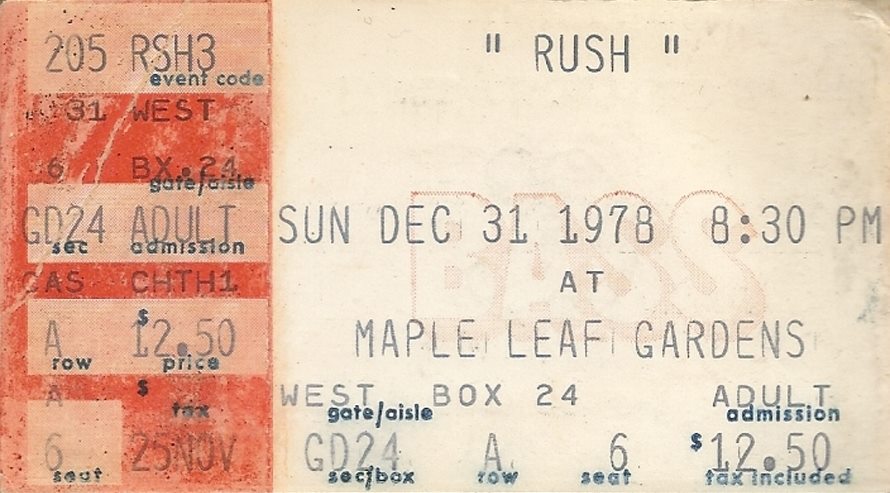 205 RSH3
event code
31 WEST
6 BX.24
gate/aisle
GD24 ADULT
sec admission
CAS CHTH1
A $12.50
row price
A $
tax
6 25NOV
seat
" RUSH "
BASS
SUN DEC 31 1978 8:30 PM
AT
MAPLE LEAF GARDENS
WEST BOX 24 ADULT
gate/aisle admission
GD24 A 6 $12.50
sec/box row seat tax included